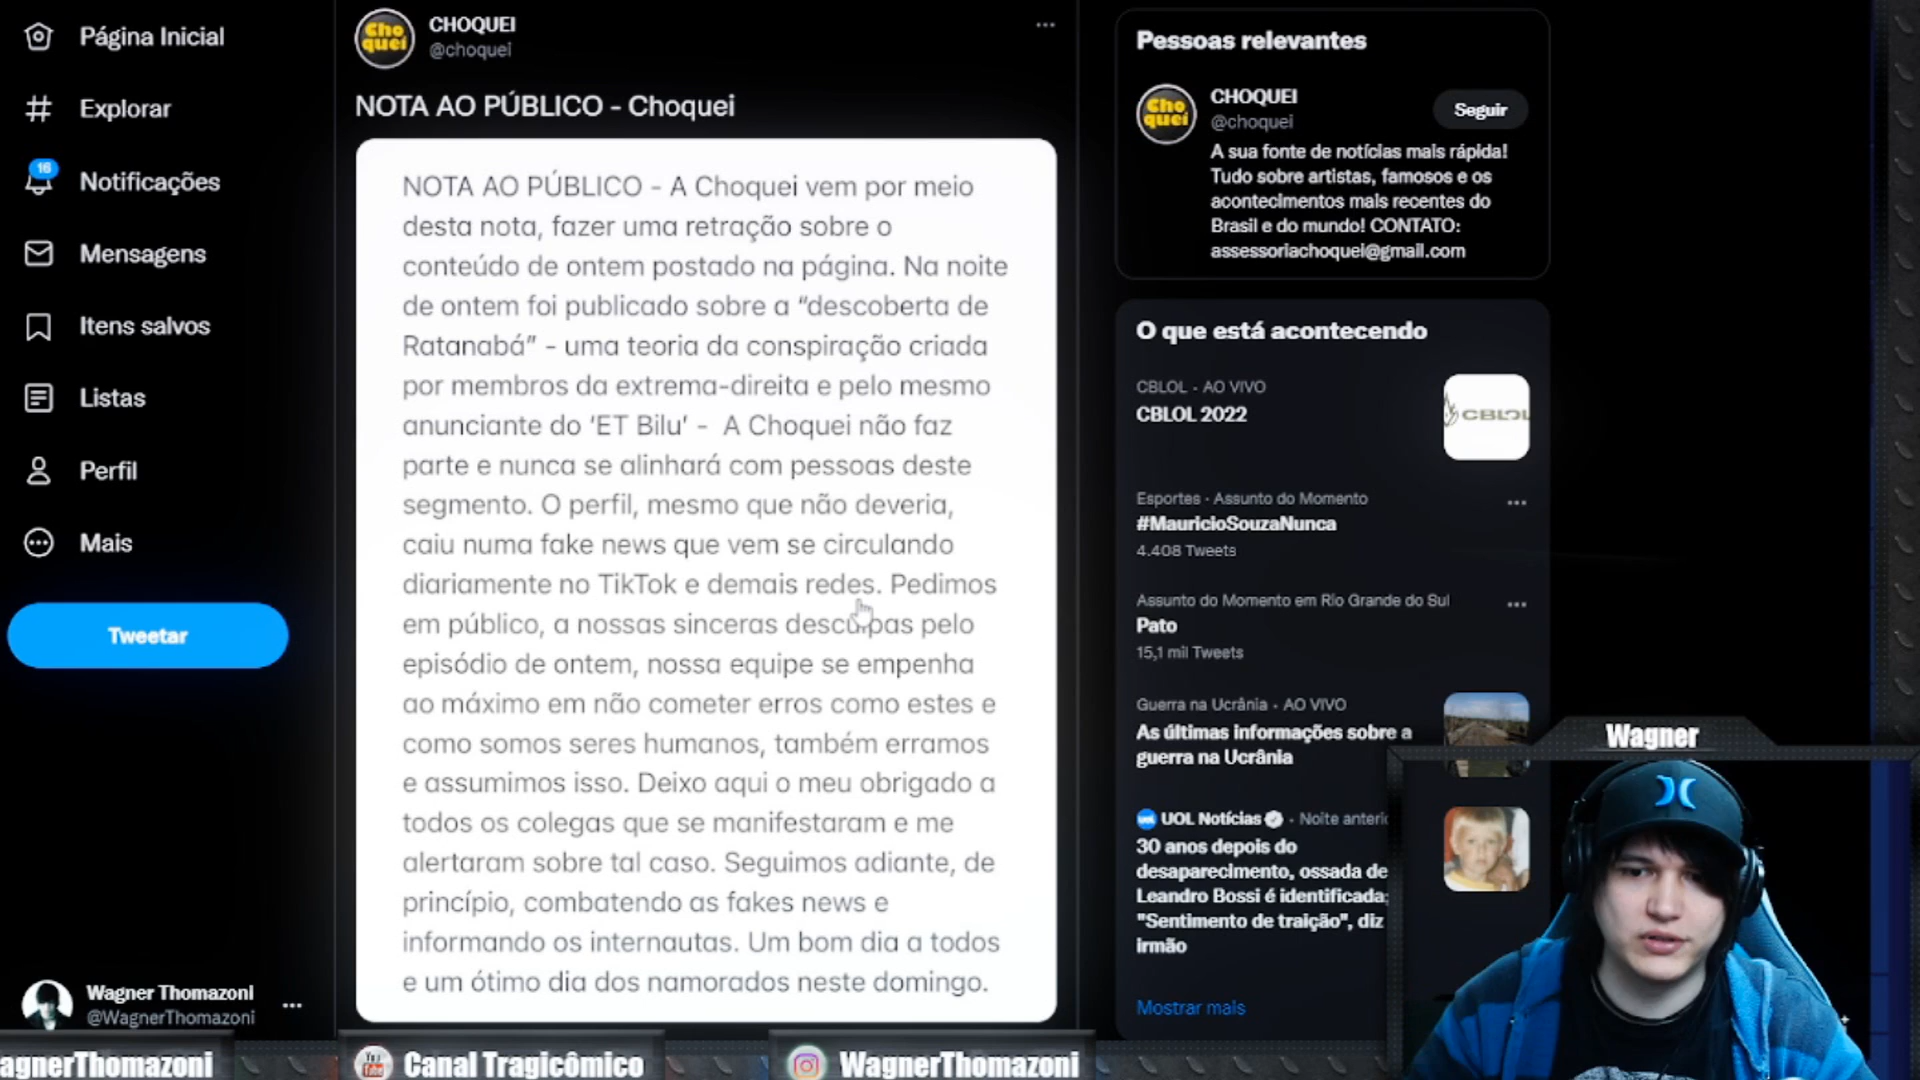 Página Inicial
Explorar
16
Notificações
Mensagens
Itens salvos
Listas
Perfil
Mais
Tweetar
Wagner Thomazoni
@WagnerThomazoni
Cho
quei
CHOQUEI
@choquei
NOTA AO PÚBLICO - Choquei
NOTA AO PÚBLICO - A Choquei vem por meio
desta nota, fazer uma retração sobre o
conteúdo de ontem postado na página. Na noite
de ontem foi publicado sobre a “descoberta de
Ratanabá” - uma teoria da conspiração criada
por membros da extrema-direita e pelo mesmo
anunciante do ‘ET Bilu’ - A Choquei não faz
parte e nunca se alinhará com pessoas deste
segmento. O perfil, mesmo que não deveria,
caiu numa fake news que vem se circulando
diariamente no TikTok e demais redes. Pedimos
em público, a nossas sinceras desculpas pelo
episódio de ontem, nossa equipe se empenha
ao máximo em não cometer erros como estes e
como somos seres humanos, também erramos
e assumimos isso. Deixo aqui o meu obrigado a
todos os colegas que se manifestaram e me
alertaram sobre tal caso. Seguimos adiante, de
princípio, combatendo as fakes news e
informando os internautas. Um bom dia a todos
e um ótimo dia dos namorados neste domingo.
Pessoas relevantes
Cho
quei
CHOQUEI
@choquei
Seguir
A sua fonte de notícias mais rápida!
Tudo sobre artistas, famosos e os
acontecimentos mais recentes do
Brasil e do mundo! CONTATO:
assessoriachoquei@gmail.com
O que está acontecendo
CBLOL · AO VIVO
CBLOL 2022
CBLOL
Esportes · Assunto do Momento
#MauricioSouzaNunca
4.408 Tweets
Assunto do Momento em Rio Grande do Sul
Pato
15,1 mil Tweets
Guerra na Ucrânia · AO VIVO
As últimas informações sobre a
guerra na Ucrânia
UOL Notícias · Noite anterio
30 anos depois do
desaparecimento, ossada de
Leandro Bossi é identificada;
"Sentimento de traição", diz
irmão
Mostrar mais
Wagner
agnerThomazoni
You
Tube
Canal Tragicômico
WagnerThomazoni